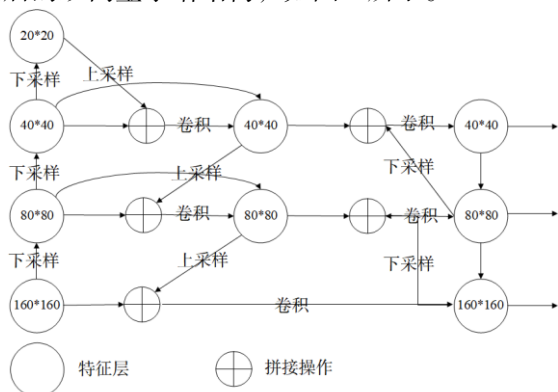 20*20
下采样 上采样
40*40 卷积 40*40 卷积 40*40
下采样 上采样 下采样
80*80 卷积 80*80 卷积 80*80
下采样 上采样 下采样
160*160 卷积 160*160
特征层 拼接操作